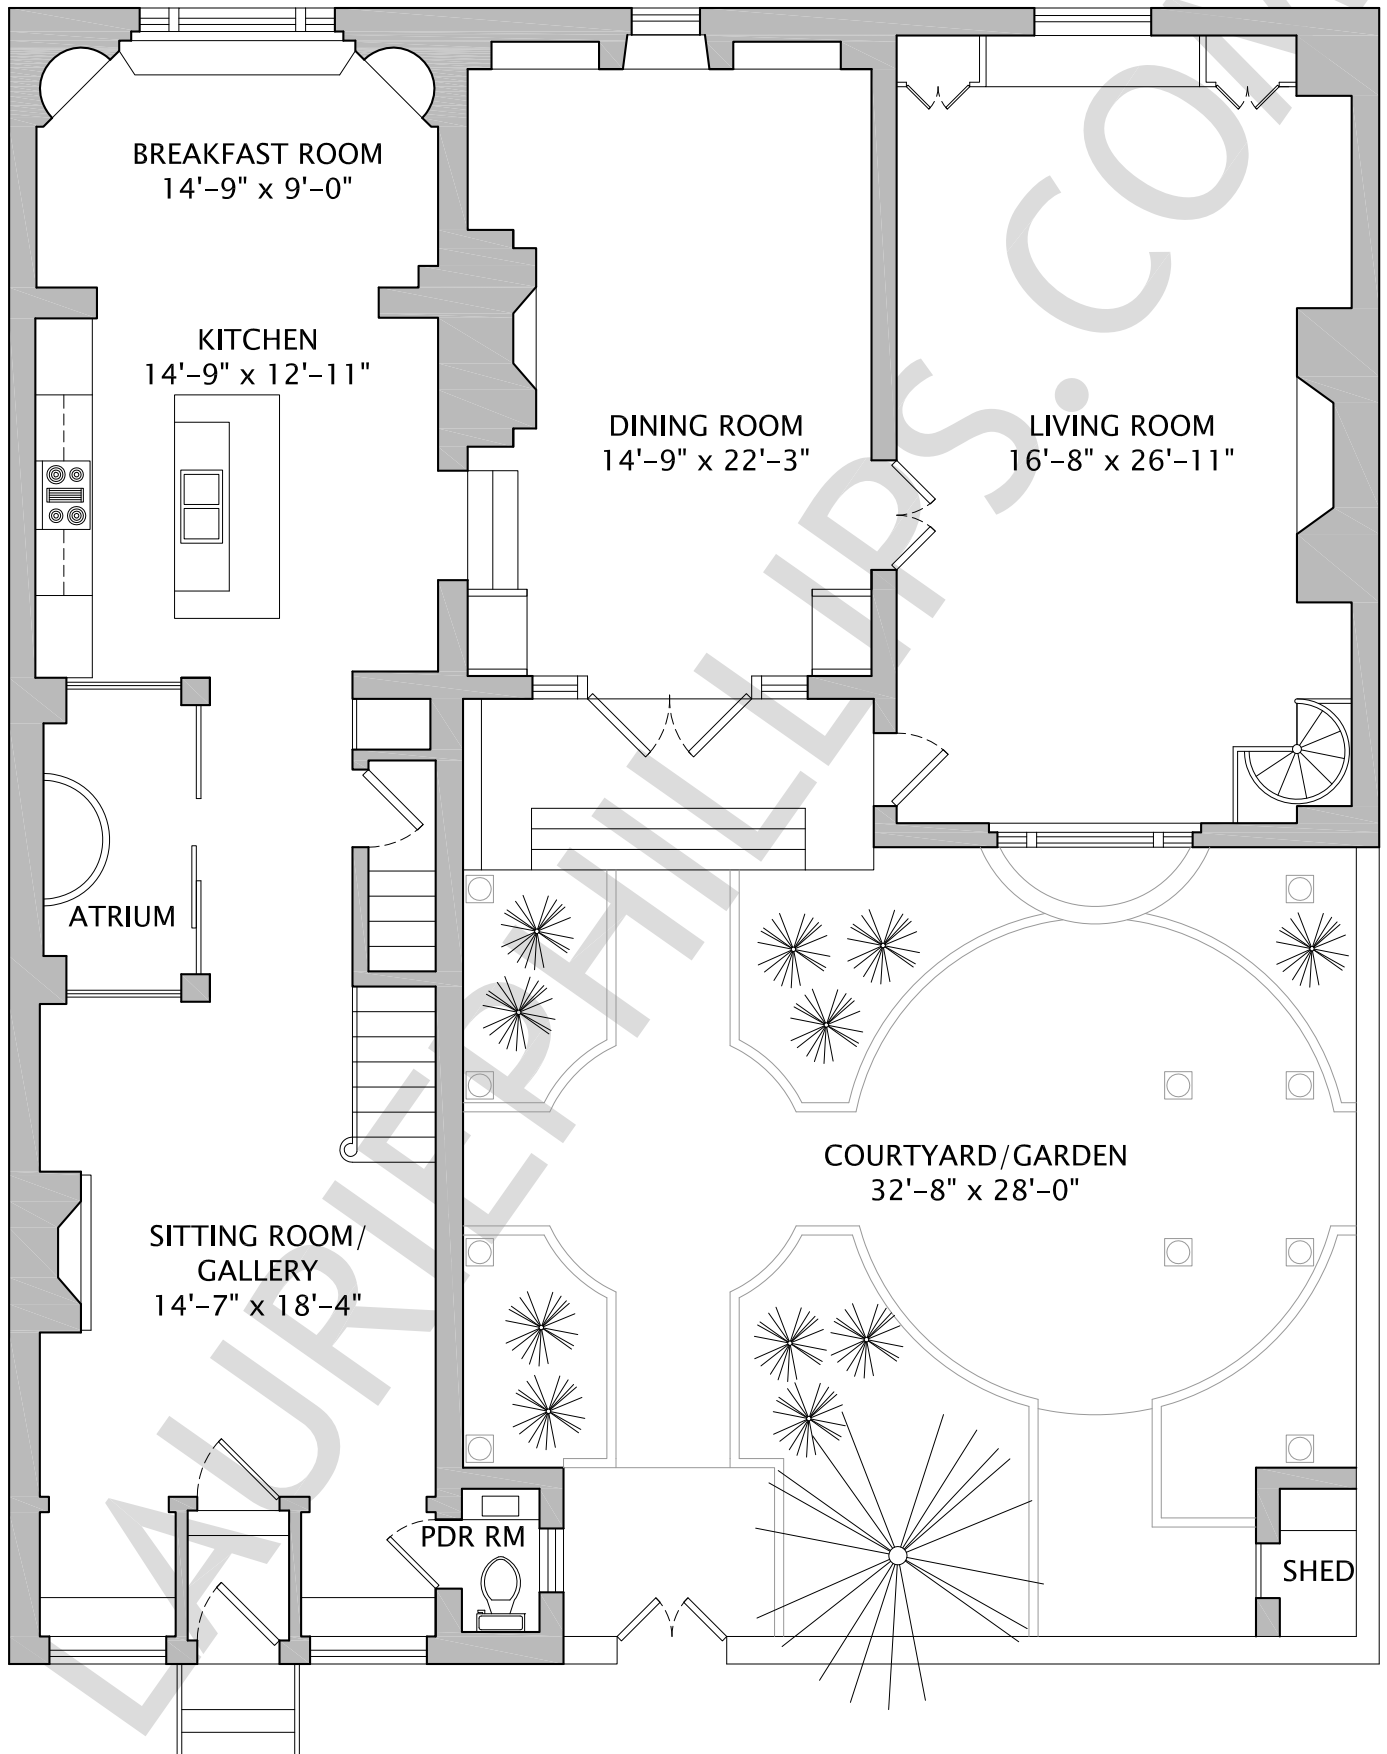 BREAKFAST ROOM
14'-9" x 9'-0"
KITCHEN
14'-9" x 12'-11"
DINING ROOM
14'-9" x 22'-3"
LIVING ROOM
16'-8" x 26'-11"
ATRIUM
COURTYARD/GARDEN
32'-8" x 28'-0"
SITTING ROOM/
GALLERY
14'-7" x 18'-4"
PDR RM
SHED
LAURIEPHILLIPS.COM